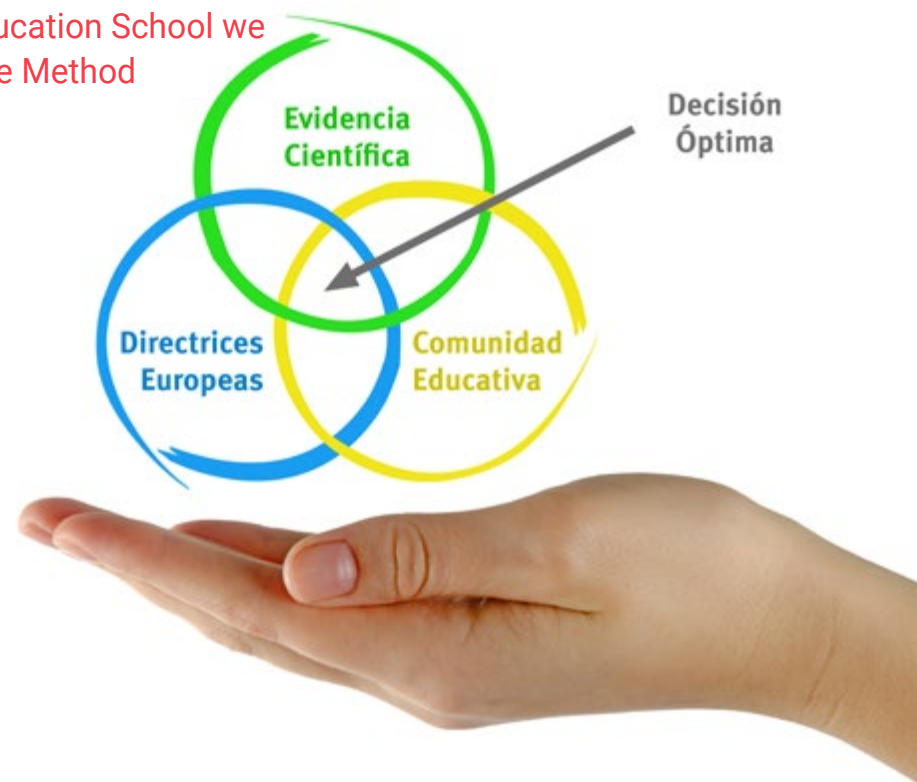 ucation School we
e Method
Evidencia
Científica
Decisión
Óptima
Directrices
Europeas
Comunidad
Educativa